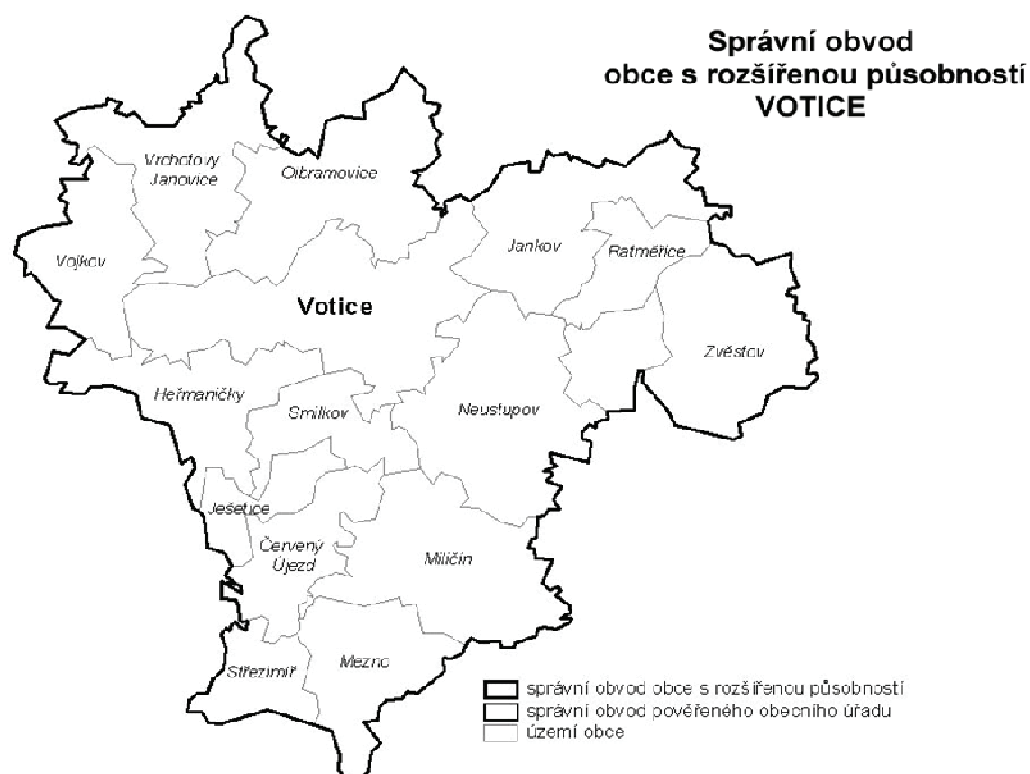 Správní obvod
obce s rozšířenou působností
VOTICE
Vrchotovy
Janovice
Olbramovice
Vojkov
Jankov
Ratměřice
Votice
Zvěstov
Heřmaničky
Smilkov
Neustupov
Ješetice
Červený
Újezd
Miličín
Střezimíř
Mezno
správní obvod obce s rozšířenou působností
správní obvod pověřeného obecního úřadu
území obce